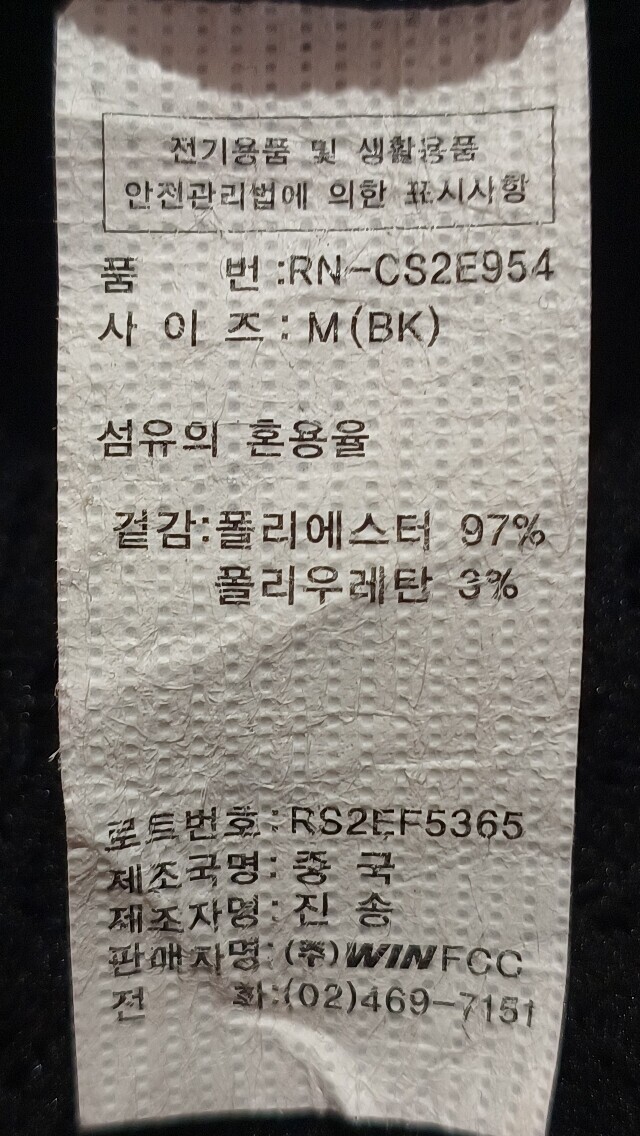 전기용품 및 생활용품
안전관리법에 의한 표시사항
품 번:RN-CS2E954
사 이 즈:M(BK)
섬유의 혼용율
겉감:폴리에스터 97%
폴리우레탄 3%
로트번호:RS2EF5365
제조국명:중 국
제조자명:진 송
판매자명:(주)WINFCC
전 화:(02)469-7151